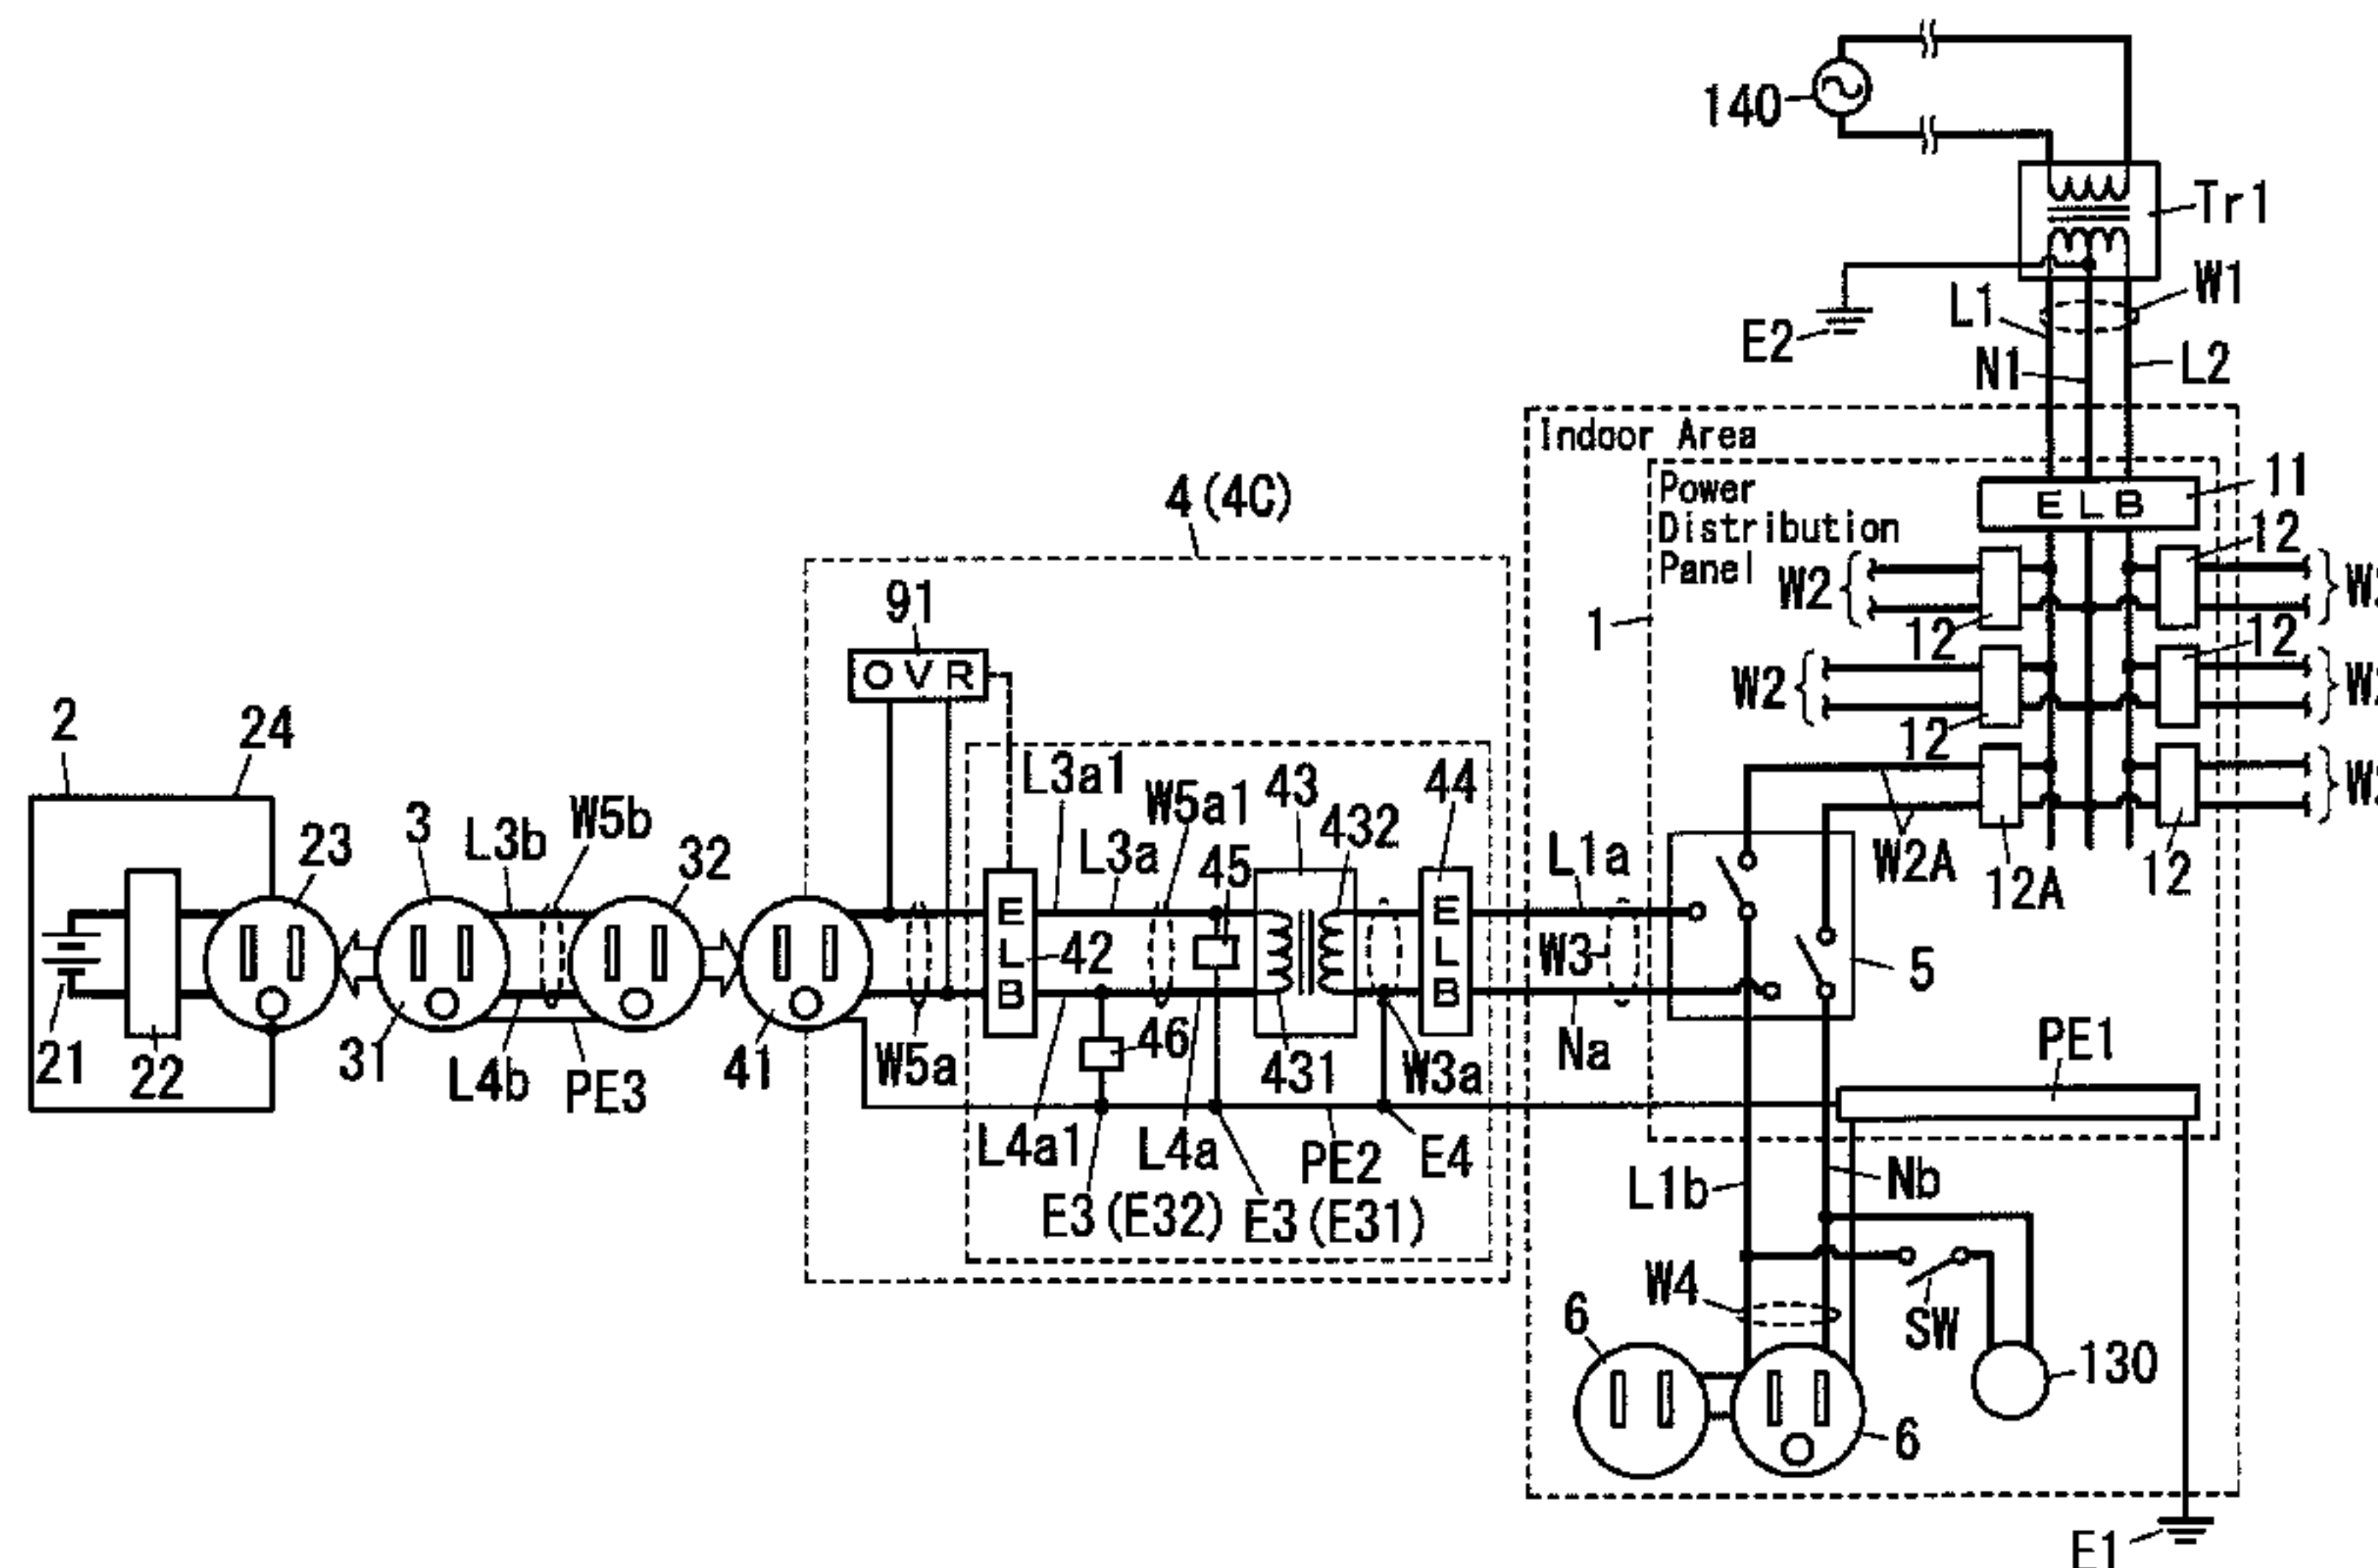 140
Tr1
W1
L1
E2
N1
L2
Indoor Area
4(4C)
Power
Distribution
Panel
11
E L B
12
W2
12
91
1
12
O V R
W2
12
2
24
L3a1
W5a1
43
44
3
L3b
W5b
23
32
L3a
45
432
L1a
W2A
12A
12
E
L
B
42
E
L
B
W3
5
21
22
31
L4b
PE3
41
W5a
46
431
W3a
Na
PE1
L4a1
L4a
PE2
E4
L1b
Nb
E3(E32)
E3(E31)
W4
SW
6
130
6
E1